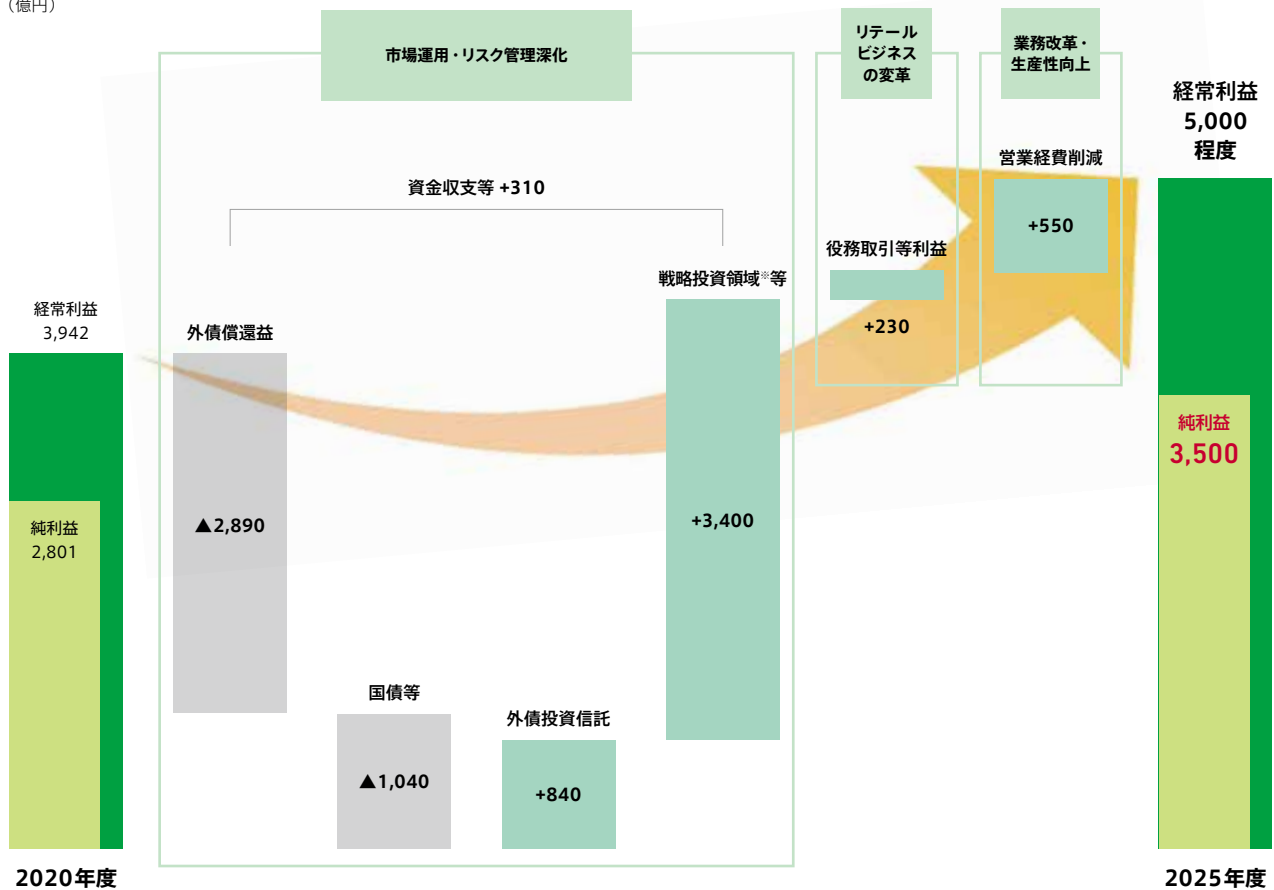 （億円）
市場運用・リスク管理深化
リテール
ビジネス
の変革
業務改革・
生産性向上
経常利益
5,000
程度
営業経費削減
+550
資金収支等 +310
役務取引等利益
+230
戦略投資領域※等
+3,400
経常利益
3,942
外債償還益
▲2,890
純利益
3,500
純利益
2,801
国債等
▲1,040
外債投資信託
+840
2020年度
2025年度